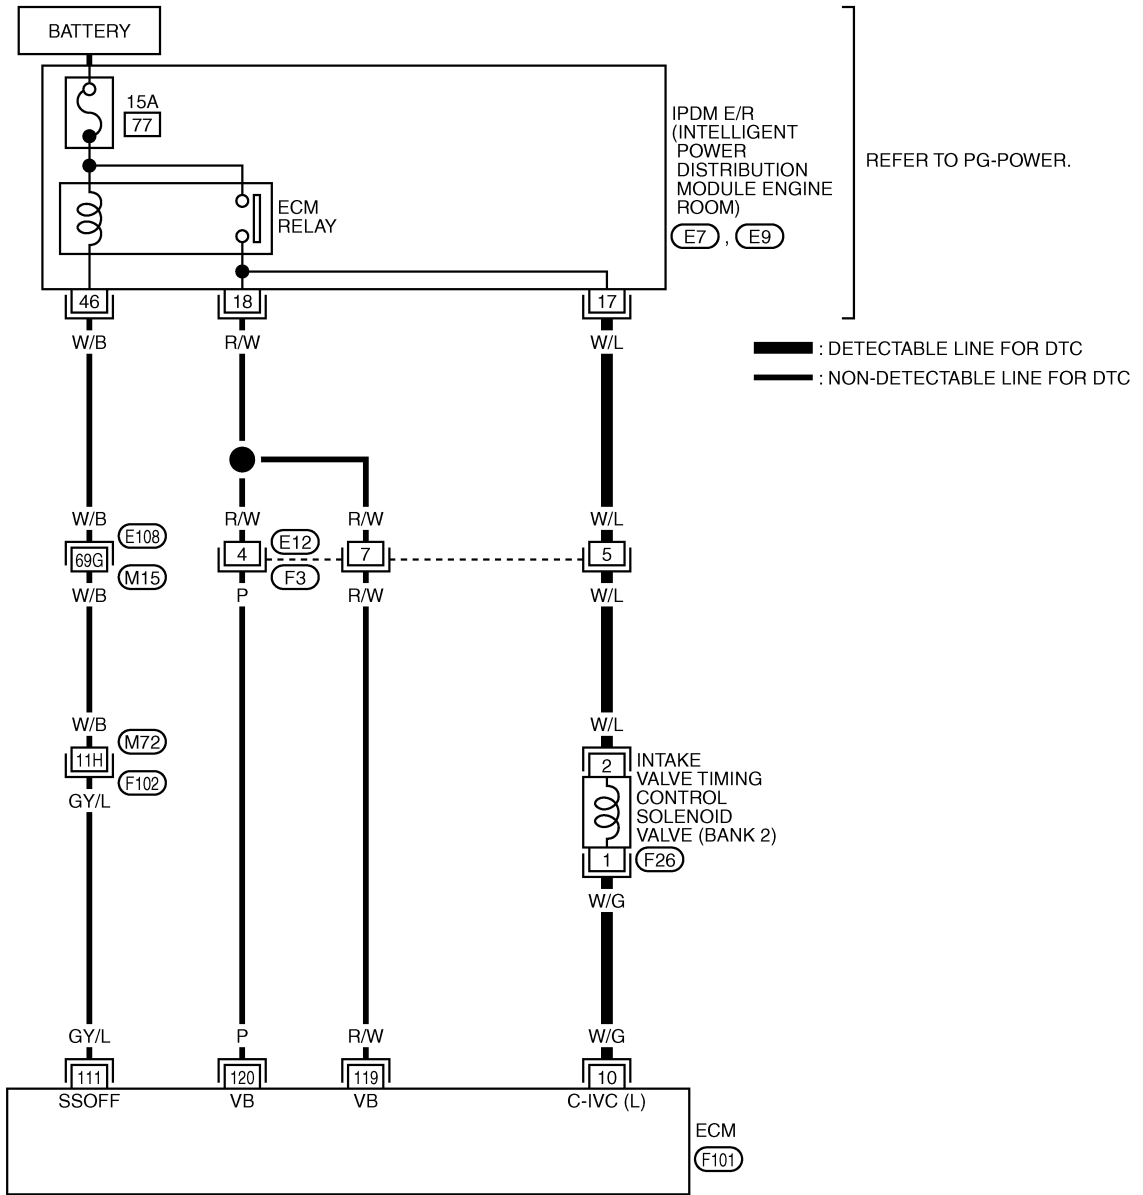 BATTERY
15A
77
IPDM E/R
(INTELLIGENT
POWER
DISTRIBUTION
MODULE ENGINE
ROOM)
E7 , E9
REFER TO PG-POWER.
ECM
RELAY
46 18 17
W/B R/W W/L
: DETECTABLE LINE FOR DTC
: NON-DETECTABLE LINE FOR DTC
W/B R/W R/W W/L
E108 E12
69G 4 7 5
M15 F3
W/B P R/W W/L
W/B W/L
M72
11H
F102
GY/L
2
INTAKE
VALVE TIMING
CONTROL
SOLENOID
VALVE (BANK 2)
1 F26
W/G
GY/L P R/W W/G
111 120 119 10
SSOFF VB VB C-IVC (L)
ECM
F101